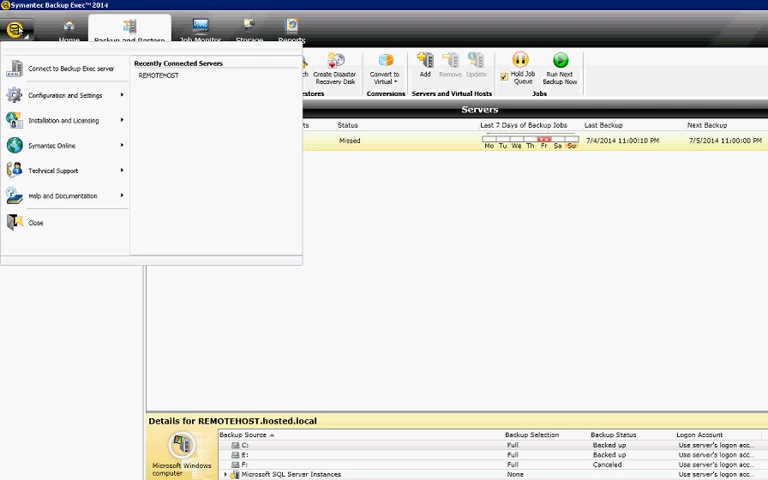 Symantec Backup Exec™ 2014
Home
Backup and Restore
Job Monitor
Storage
Reports
Connect to Backup Exec server
Configuration and Settings
Installation and Licensing
Symantec Online
Technical Support
Help and Documentation
Close
Recently Connected Servers
REMOTEHOST
Create Disaster
Recovery Disk
Convert to
Virtual
Conversions
Add
Remove
Update
Servers and Virtual Hosts
Hold Job
Queue
Run Next
Backup Now
Jobs
Servers
Status
Last 7 Days of Backup Jobs
Last Backup
Next Backup
Missed
Mo Tu We Th Fr Sa Su
7/4/2014 11:00:10 PM
7/5/2014 11:00:00 PM
Details for REMOTEHOST.hosted.local
Microsoft Windows
computer
Backup Source
Backup Selection
Backup Status
Logon Account
C:
Full
Backed up
Use server's logon acc...
E:
Full
Backed up
Use server's logon acc...
F:
Full
Canceled
Use server's logon acc...
Microsoft SQL Server Instances
None
Use server's logon acc...